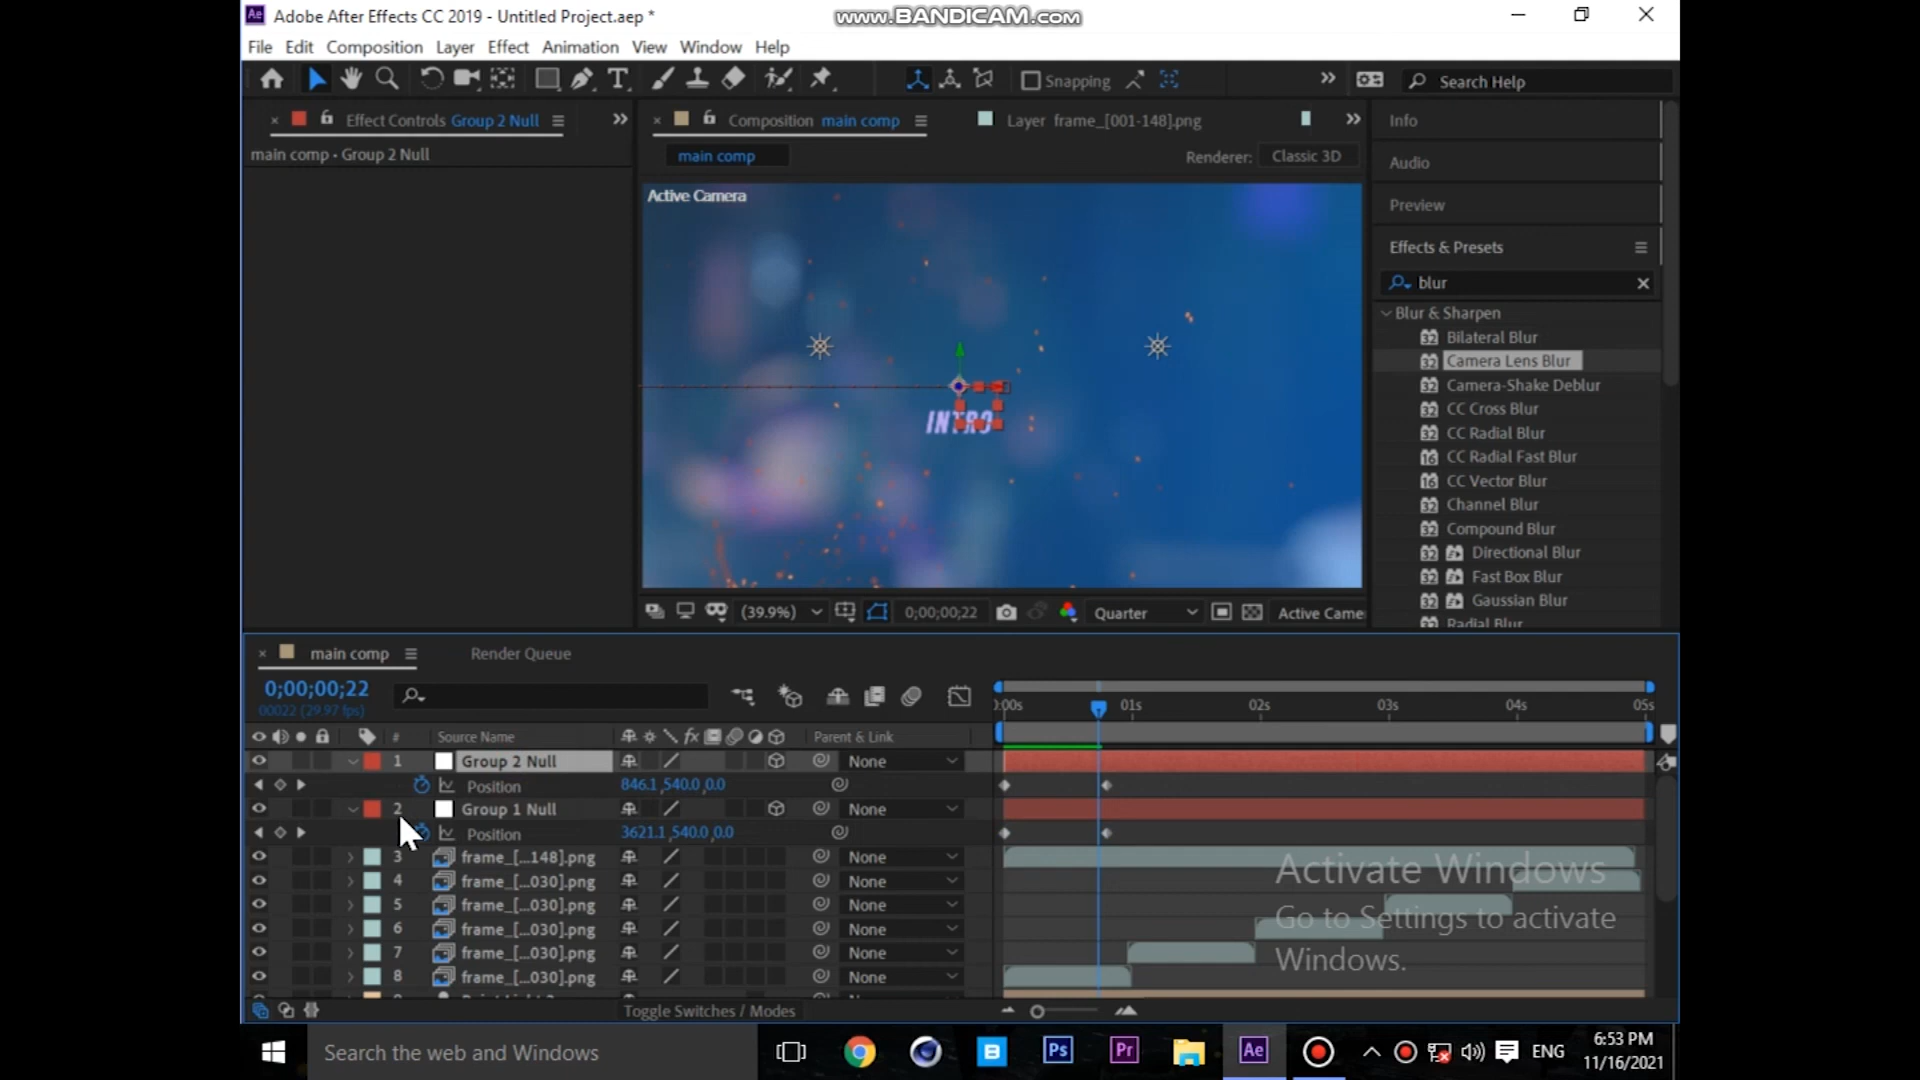 Adobe After Effects CC 2019 - Untitled Project.aep *
www.BANDICAM.com
File Edit Composition Layer Effect Animation View Window Help
Snapping
Search Help
Effect Controls Group 2 Null
Composition main comp
Layer frame_[001-148].png
Info
main comp • Group 2 Null
main comp
Renderer: Classic 3D
Audio
Active Camera
Preview
Effects & Presets
blur
Blur & Sharpen
Bilateral Blur
Camera Lens Blur
Camera-Shake Deblur
CC Cross Blur
CC Radial Blur
CC Radial Fast Blur
CC Vector Blur
Channel Blur
Compound Blur
Directional Blur
Fast Box Blur
Gaussian Blur
Radial Blur
INTRO
(39.9%) 0;00;00;22 Quarter Active Came
main comp Render Queue
0;00;00;22
00022 (29.97 fps)
01s 02s 03s 04s 05s
# Source Name Parent & Link
1 Group 2 Null None
Position 846.1,540.0,0.0
2 Group 1 Null None
Position 3621.1,540.0,0.0
3 frame_[...148].png None
4 frame_[...030].png None
5 frame_[...030].png None
6 frame_[...030].png None
7 frame_[...030].png None
8 frame_[...030].png None
Activate Windows
Go to Settings to activate
Windows.
Toggle Switches / Modes
Search the web and Windows
Ps Pr Ae
ENG
6:53 PM
11/16/2021